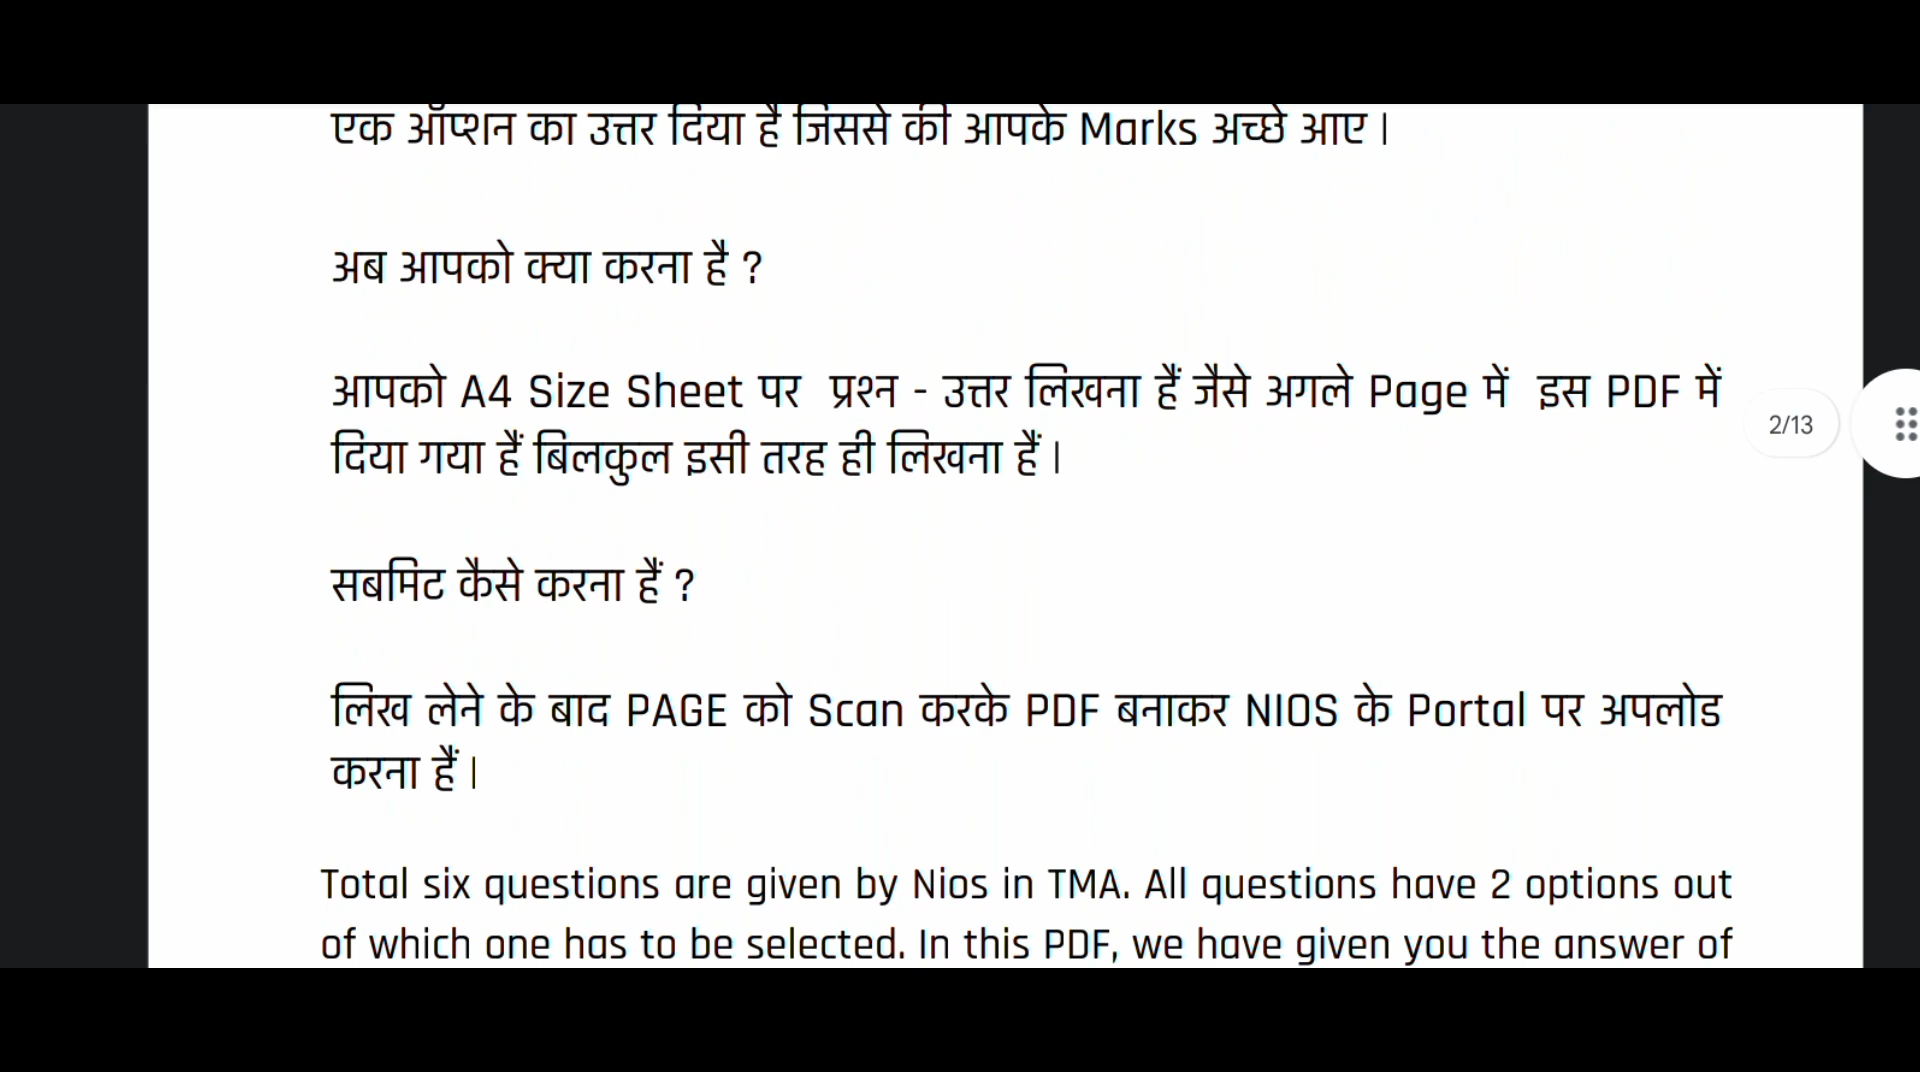 एक ऑप्शन का उत्तर दिया है जिससे की आपके Marks अच्छे आए |
अब आपको क्या करना है ?
आपको A4 Size Sheet पर प्रश्न - उत्तर लिखना हैं जैसे अगले Page में इस PDF में
दिया गया हैं बिलकुल इसी तरह ही लिखना हैं |
2/13
सबमिट कैसे करना हैं ?
लिख लेने के बाद PAGE को Scan करके PDF बनाकर NIOS के Portal पर अपलोड
करना हैं |
Total six questions are given by Nios in TMA. All questions have 2 options out
of which one has to be selected. In this PDF, we have given you the answer of